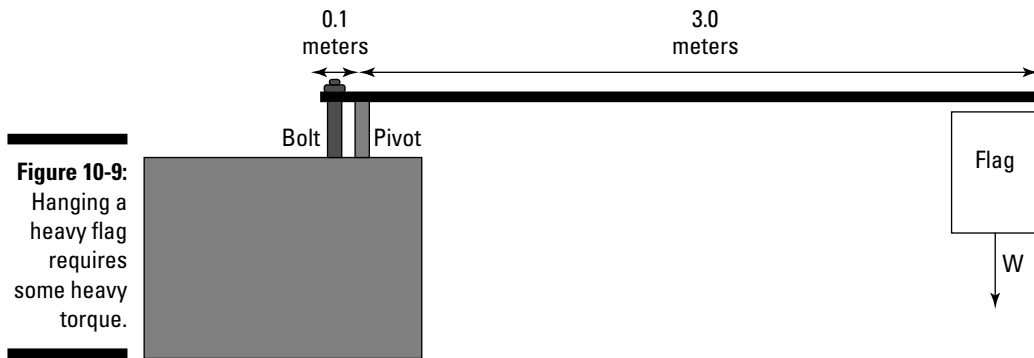 0.1
meters
3.0
meters
Bolt
Pivot
Flag
W
Figure 10-9:
Hanging a
heavy flag
requires
some heavy
torque.